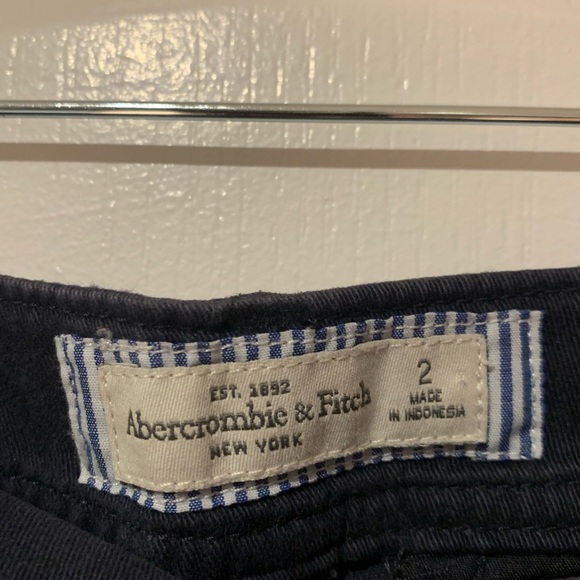 EST. 1892
Abercrombie & Fitch
NEW YORK
2
MADE
IN INDONESIA